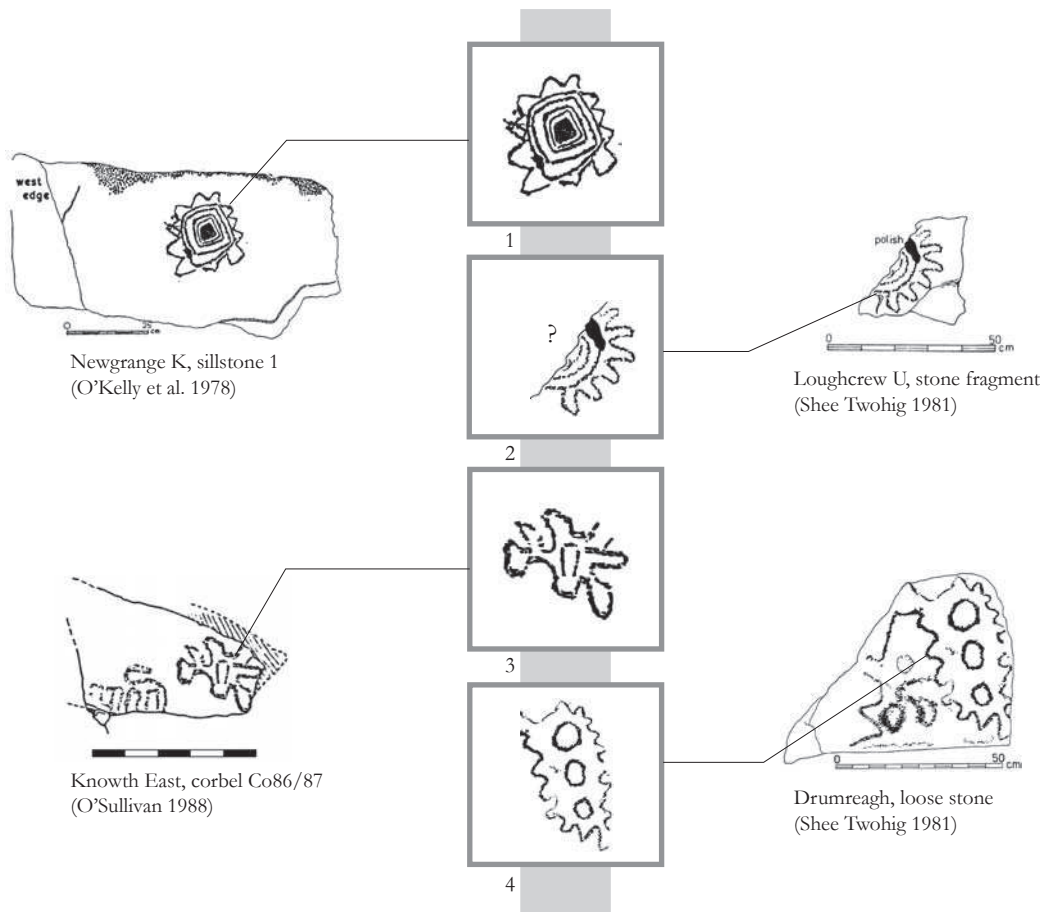 west
edge
0 25
cm
Newgrange K, sillstone 1
(O'Kelly et al. 1978)
1
polish
0 50
cm
Loughcrew U, stone fragment
(Shee Twohig 1981)
?
2
Knowth East, corbel Co86/87
(O'Sullivan 1988)
3
0 50
cm
Drumreagh, loose stone
(Shee Twohig 1981)
4